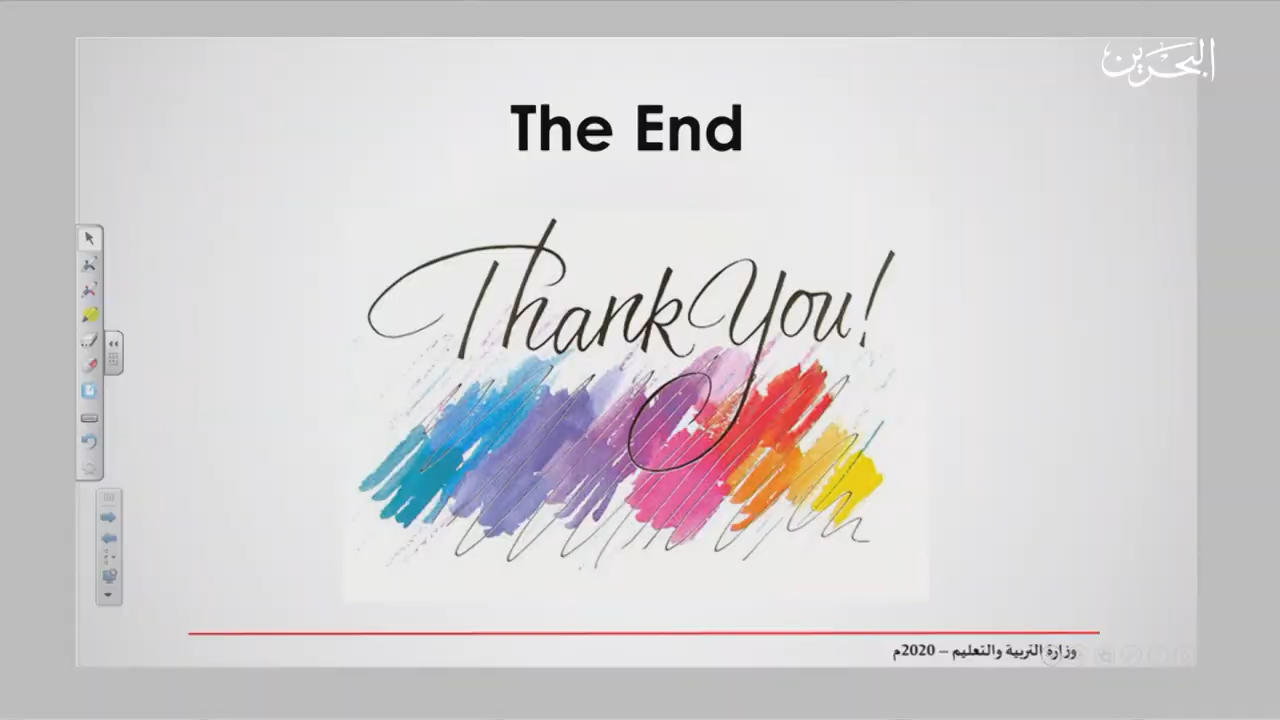 البحرين
The End
Thank You!
وزارة التربية والتعليم – 2020م